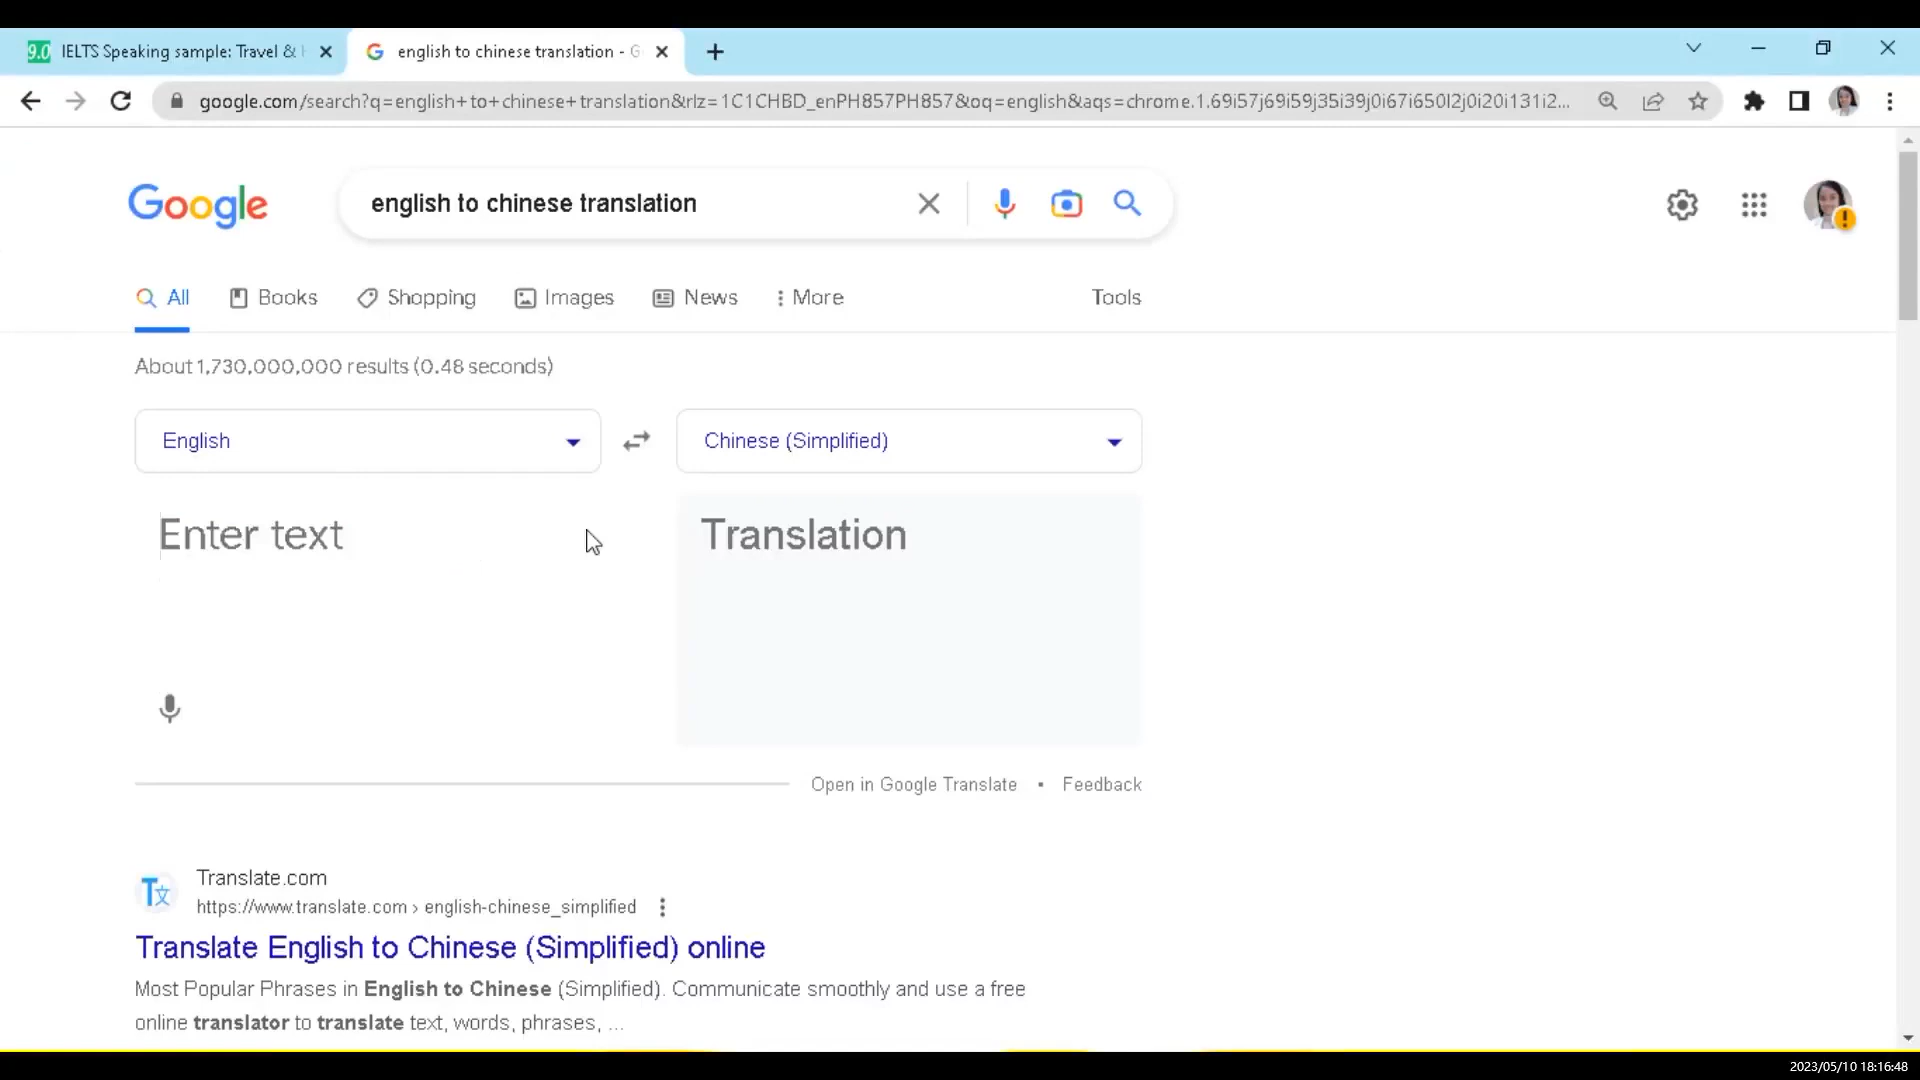 9.0 IELTS Speaking sample: Travel &
english to chinese translation - G
google.com/search?q=english+to+chinese+translation&rlz=1C1CHBD_enPH857PH857&oq=english&aqs=chrome.1.69i57j69i59j35i39j0i67i650l2j0i20i131i2...
Google
english to chinese translation
All
Books
Shopping
Images
News
More
Tools
About 1,730,000,000 results (0.48 seconds)
English
Chinese (Simplified)
Enter text
Translation
Open in Google Translate • Feedback
Translate.com
https://www.translate.com › english-chinese_simplified
Translate English to Chinese (Simplified) online
Most Popular Phrases in English to Chinese (Simplified). Communicate smoothly and use a free
online translator to translate text, words, phrases, ...
2023/05/10 18:16:48